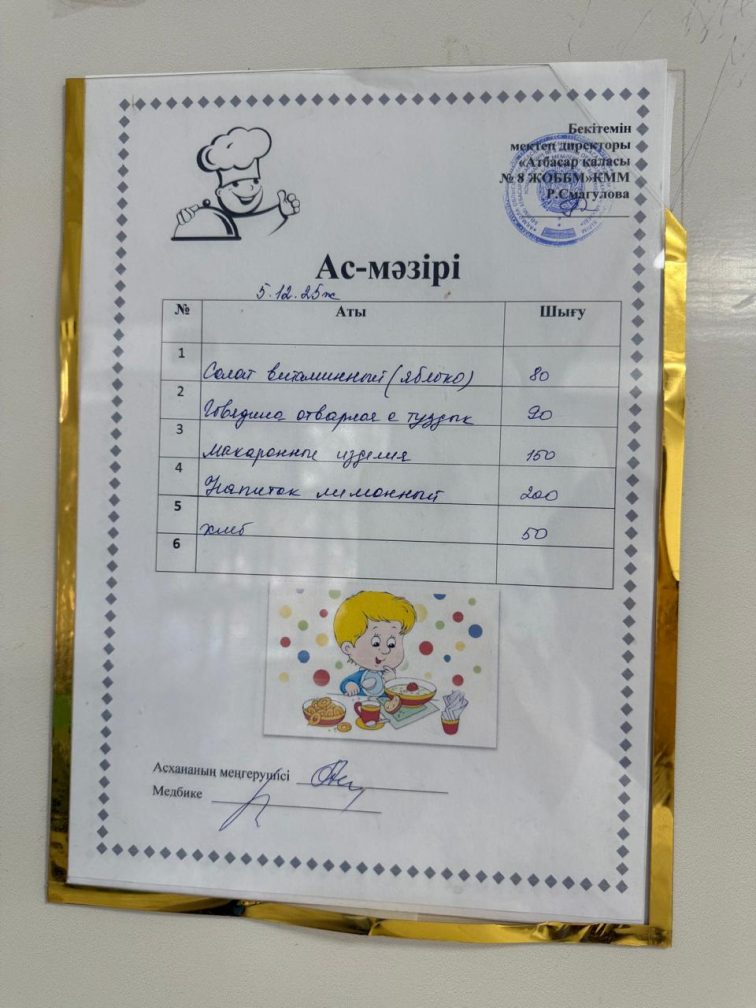 Бекітемін
мектеп директоры
«Атбасар қаласы
№ 8 ЖОББМ»КММ
Р.Смагулова
Ас-мәзірі
5.12.25ж
№ Аты Шығу
1 Салат витаминный (яблоко) 80
2 Говядина отварная с туздык 90
3 Макаронные изделия 150
4 Напиток лимонный 200
5 хлеб 50
6
Асхананың меңгерушісі
Медбике